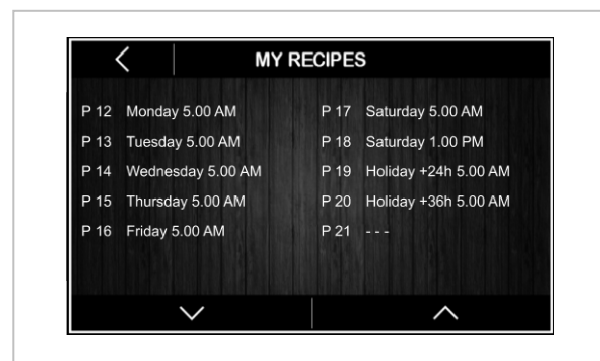 MY RECIPES
P 12 Monday 5.00 AM
P 13 Tuesday 5.00 AM
P 14 Wednesday 5.00 AM
P 15 Thursday 5.00 AM
P 16 Friday 5.00 AM
P 17 Saturday 5.00 AM
P 18 Saturday 1.00 PM
P 19 Holiday +24h 5.00 AM
P 20 Holiday +36h 5.00 AM
P 21 - - -